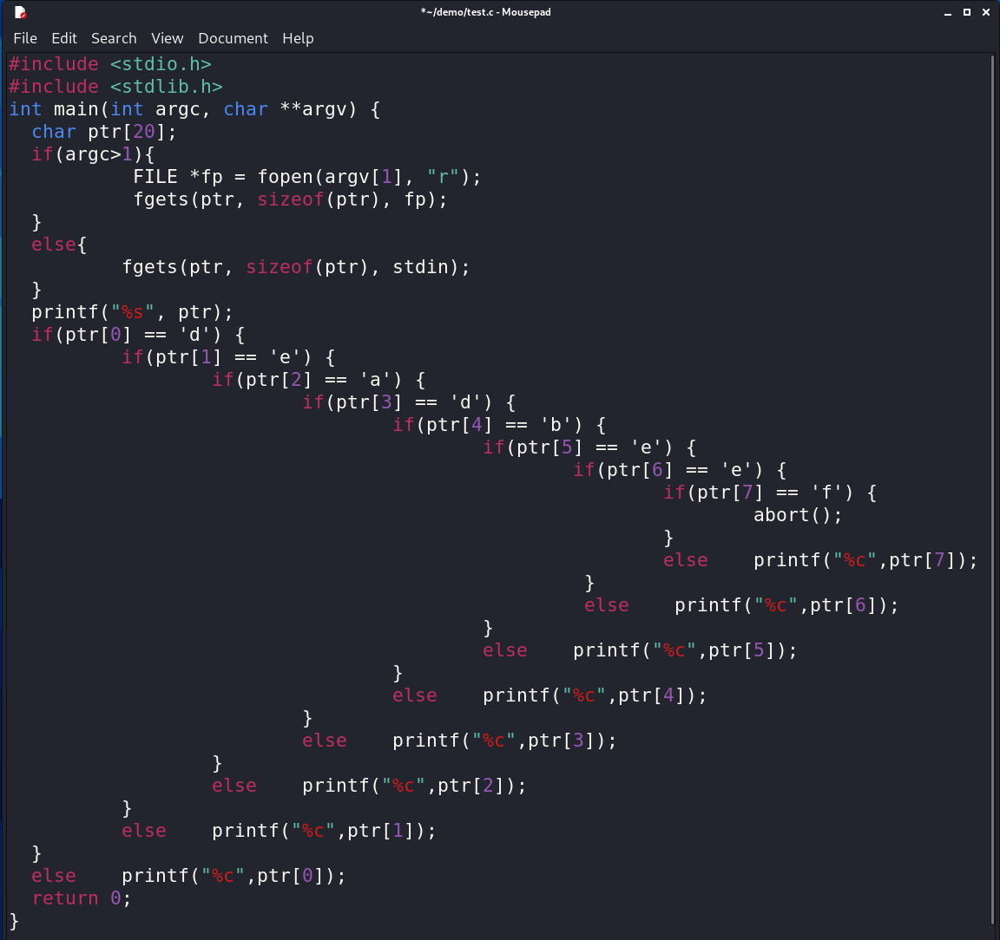 *~/demo/test.c - Mousepad
File Edit Search View Document Help
#include <stdio.h>
#include <stdlib.h>
int main(int argc, char **argv) {
  char ptr[20];
  if(argc>1){
           FILE *fp = fopen(argv[1], "r");
           fgets(ptr, sizeof(ptr), fp);
  }
  else{
          fgets(ptr, sizeof(ptr), stdin);
  }
  printf("%s", ptr);
  if(ptr[0] == 'd') {
          if(ptr[1] == 'e') {
                  if(ptr[2] == 'a') {
                          if(ptr[3] == 'd') {
                                  if(ptr[4] == 'b') {
                                          if(ptr[5] == 'e') {
                                                  if(ptr[6] == 'e') {
                                                          if(ptr[7] == 'f') {
                                                                  abort();
                                                          }
                                                          else    printf("%c",ptr[7]);
                                                   }
                                                   else    printf("%c",ptr[6]);
                                          }
                                          else    printf("%c",ptr[5]);
                                  }
                                  else    printf("%c",ptr[4]);
                          }
                          else    printf("%c",ptr[3]);
                  }
                  else    printf("%c",ptr[2]);
          }
          else    printf("%c",ptr[1]);
  }
  else    printf("%c",ptr[0]);
  return 0;
}